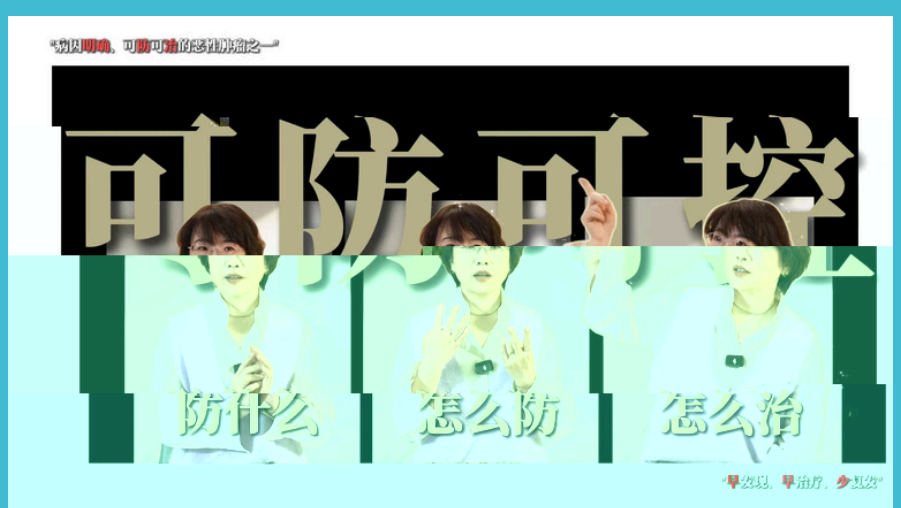 “病因明确、可防可治的恶性肿瘤之一”
可防可控
防什么
怎么防
怎么治
“早发现、早治疗、少复发”